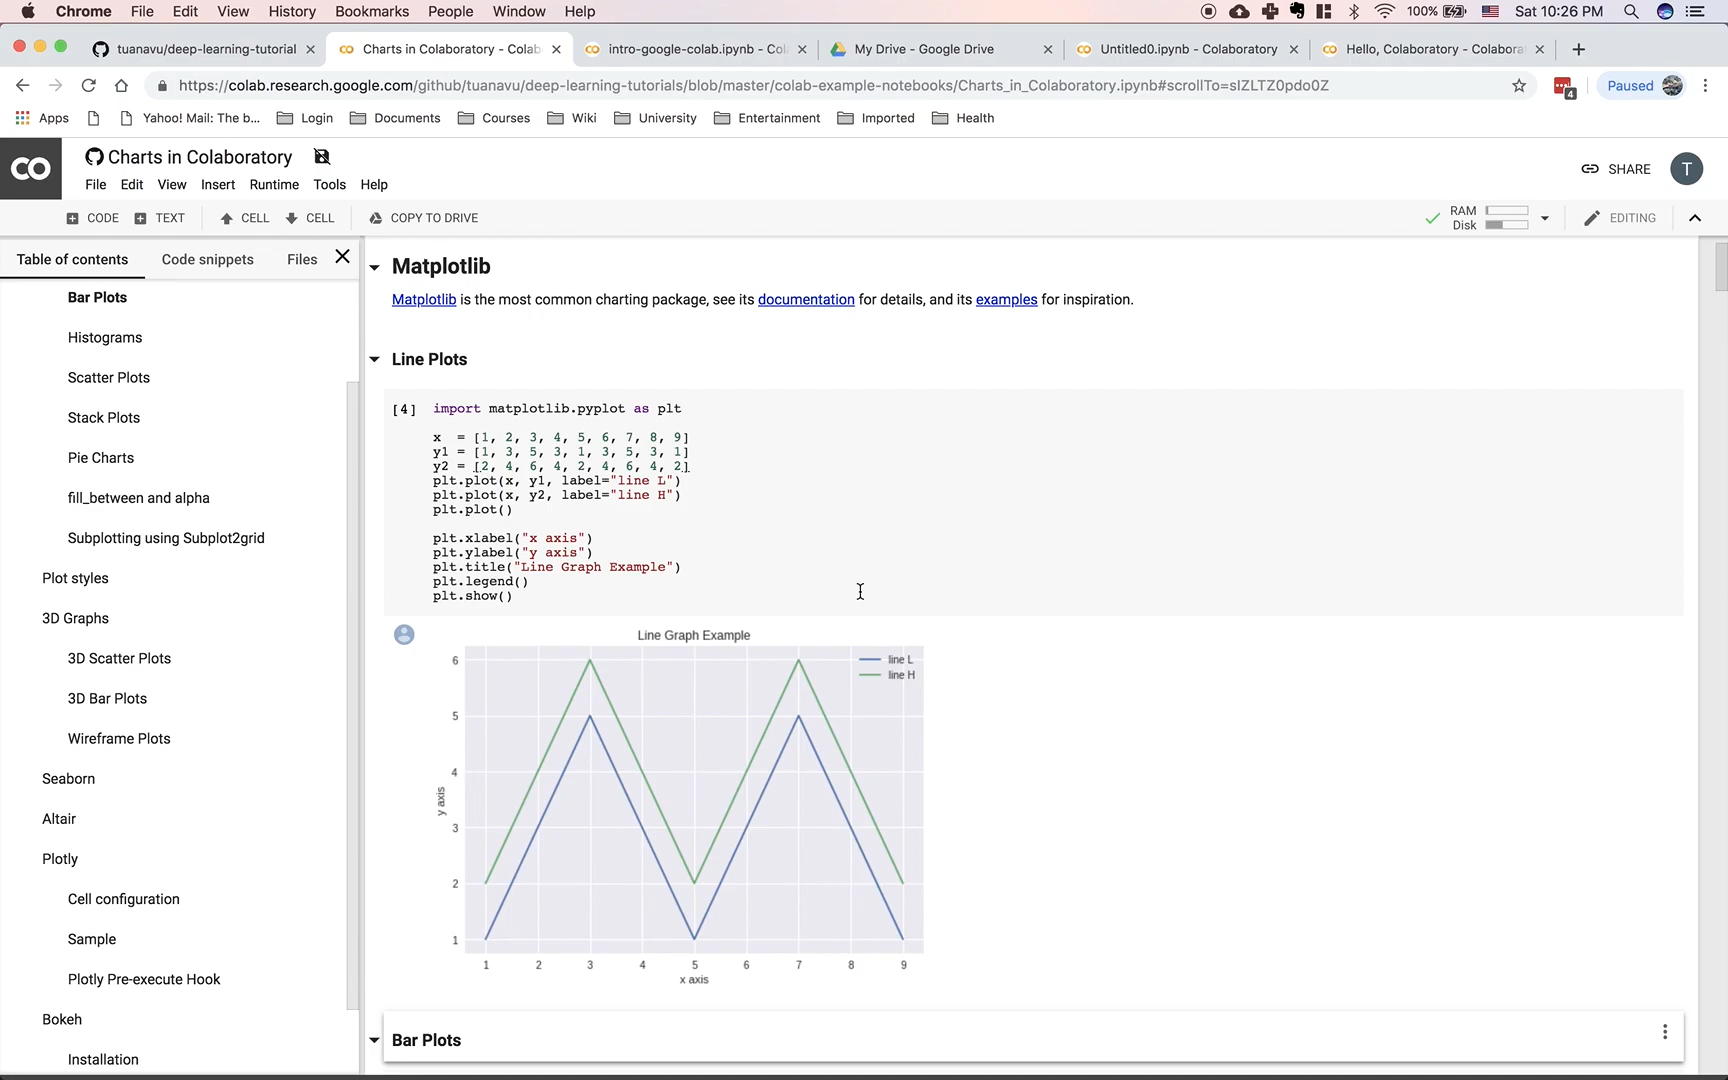 Chrome File Edit View History Bookmarks People Window Help 100% Sat 10:26 PM
tuanavu/deep-learning-tutorial Charts in Colaboratory - Colab intro-google-colab.ipynb - Col My Drive - Google Drive Untitled0.ipynb - Colaboratory Hello, Colaboratory - Colabora
https://colab.research.google.com/github/tuanavu/deep-learning-tutorials/blob/master/colab-example-notebooks/Charts_in_Colaboratory.ipynb#scrollTo=sIZLTZ0pdo0Z 4 Paused
Apps Yahoo! Mail: The b... Login Documents Courses Wiki University Entertainment Imported Health
CO Charts in Colaboratory SHARE T
File Edit View Insert Runtime Tools Help
CODE TEXT CELL CELL COPY TO DRIVE RAM Disk EDITING
Table of contents Code snippets Files
Bar Plots
Histograms
Scatter Plots
Stack Plots
Pie Charts
fill_between and alpha
Subplotting using Subplot2grid
Plot styles
3D Graphs
3D Scatter Plots
3D Bar Plots
Wireframe Plots
Seaborn
Altair
Plotly
Cell configuration
Sample
Plotly Pre-execute Hook
Bokeh
Installation
Matplotlib
Matplotlib is the most common charting package, see its documentation for details, and its examples for inspiration.
Line Plots
[4] import matplotlib.pyplot as plt
x = [1, 2, 3, 4, 5, 6, 7, 8, 9]
y1 = [1, 3, 5, 3, 1, 3, 5, 3, 1]
y2 = [2, 4, 6, 4, 2, 4, 6, 4, 2]
plt.plot(x, y1, label="line L")
plt.plot(x, y2, label="line H")
plt.plot()
plt.xlabel("x axis")
plt.ylabel("y axis")
plt.title("Line Graph Example")
plt.legend()
plt.show()
Line Graph Example
line L
line H
6
5
4
3
2
1
y axis
1 2 3 4 5 6 7 8 9
x axis
Bar Plots